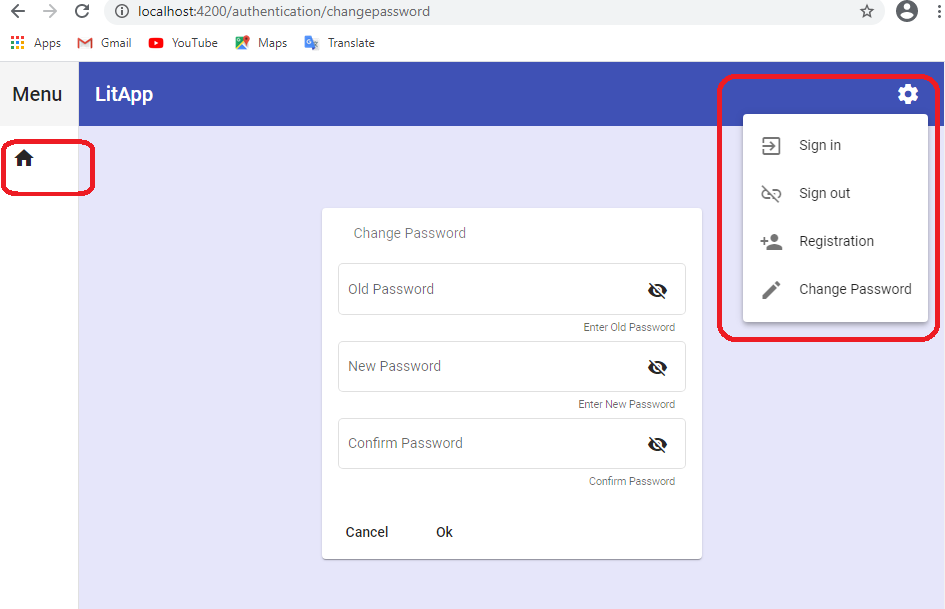 localhost:4200/authentication/changepassword
Apps Gmail YouTube Maps Translate
Menu LitApp
Sign in
Sign out
Registration
Change Password
Change Password
Old Password
Enter Old Password
New Password
Enter New Password
Confirm Password
Confirm Password
Cancel Ok